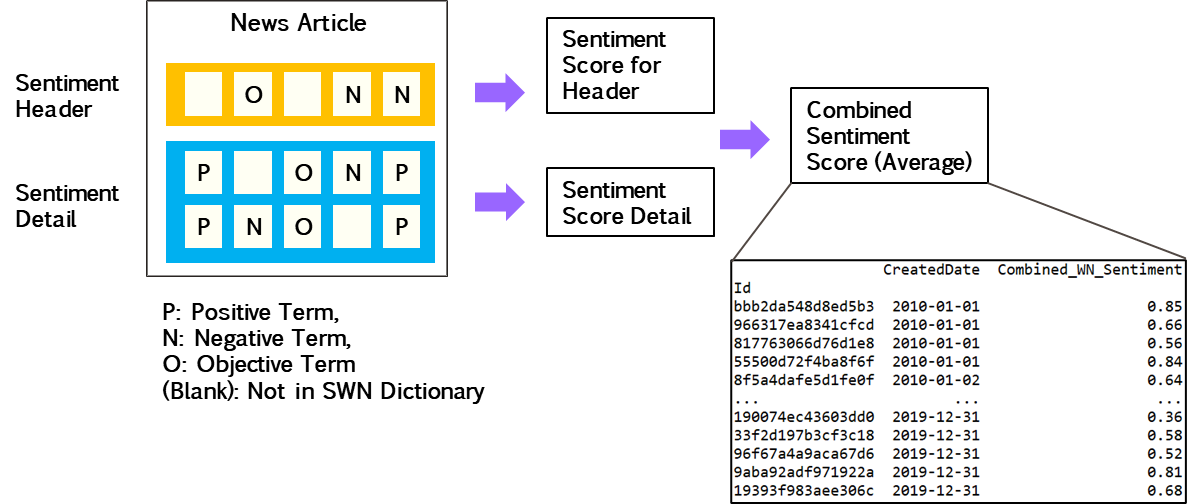 News Article
Sentiment
Header
O N N
Sentiment
Detail
P O N P
P N O P
P: Positive Term,
N: Negative Term,
O: Objective Term
(Blank): Not in SWN Dictionary
Sentiment
Score for
Header
Sentiment
Score Detail
Combined
Sentiment
Score (Average)
CreatedDate Combined_WN_Sentiment
Id
bbb2da548d8ed5b3 2010-01-01 0.85
966317ea8341cfcd 2010-01-01 0.66
817763066d76d1e8 2010-01-01 0.56
55500d72f4ba8f6f 2010-01-01 0.84
8f5a4dafe5d1fe0f 2010-01-02 0.64
... ... ...
190074ec43603dd0 2019-12-31 0.36
33f2d197b3cf3c18 2019-12-31 0.58
96f67a4a9aca67d6 2019-12-31 0.52
9aba92adf971922a 2019-12-31 0.81
19393f983aee306c 2019-12-31 0.68